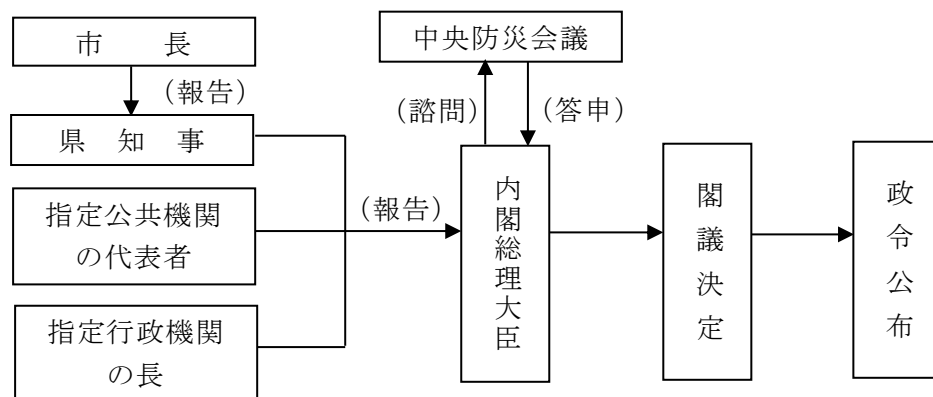 市長
(報告)
県知事
指定公共機関
の代表者
指定行政機関
の長
(報告)
中央防災会議
(諮問)
(答申)
内閣総理大臣
閣議決定
政令公布